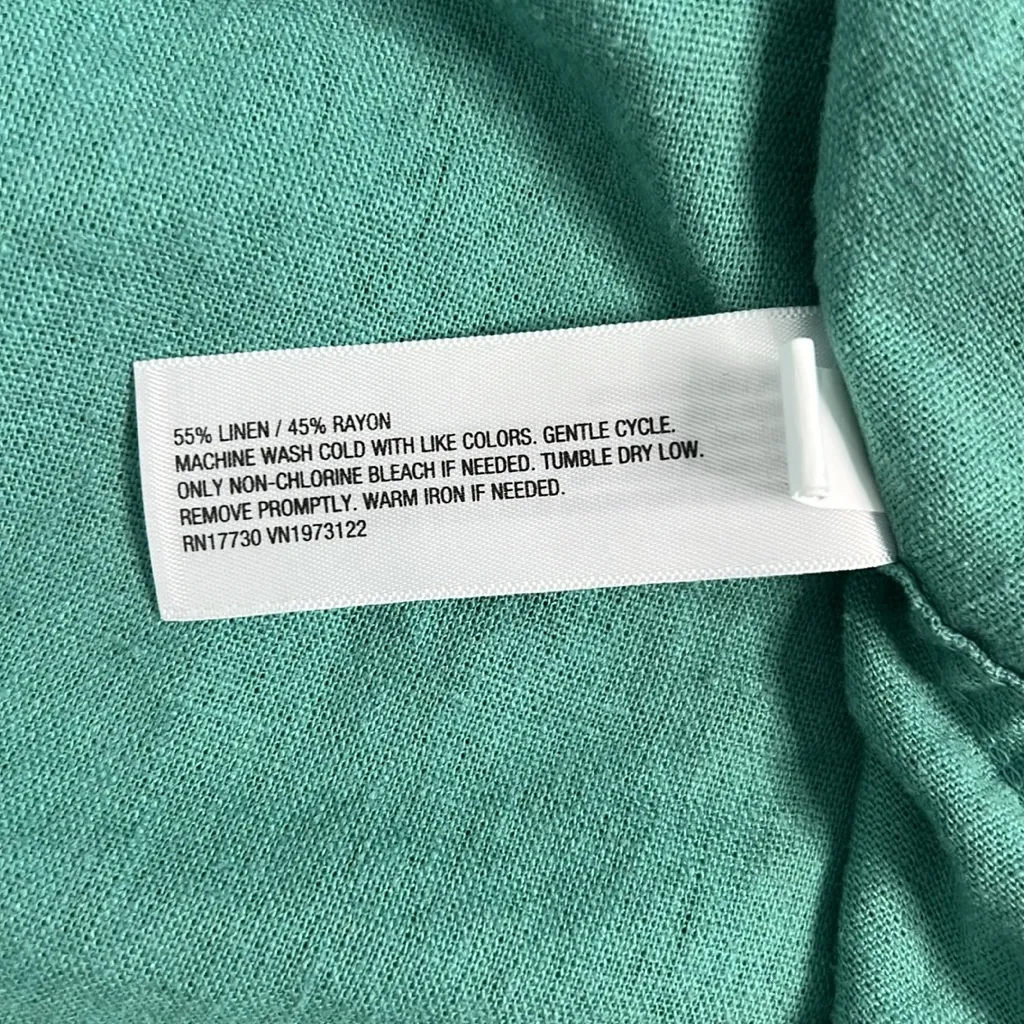 55% LINEN / 45% RAYON
MACHINE WASH COLD WITH LIKE COLORS. GENTLE CYCLE.
ONLY NON-CHLORINE BLEACH IF NEEDED. TUMBLE DRY LOW.
REMOVE PROMPTLY. WARM IRON IF NEEDED.
RN17730 VN1973122